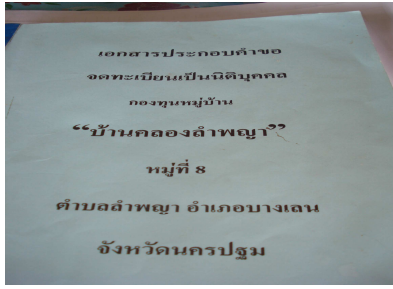 เอกสารประกอบคำขอ
จดทะเบียนเป็นนิติบุคคล
กองทุนหมู่บ้าน
“บ้านคลองลำพญา”
หมู่ที่ 8
ตำบลลำพญา อำเภอบางเลน
จังหวัดนครปฐม